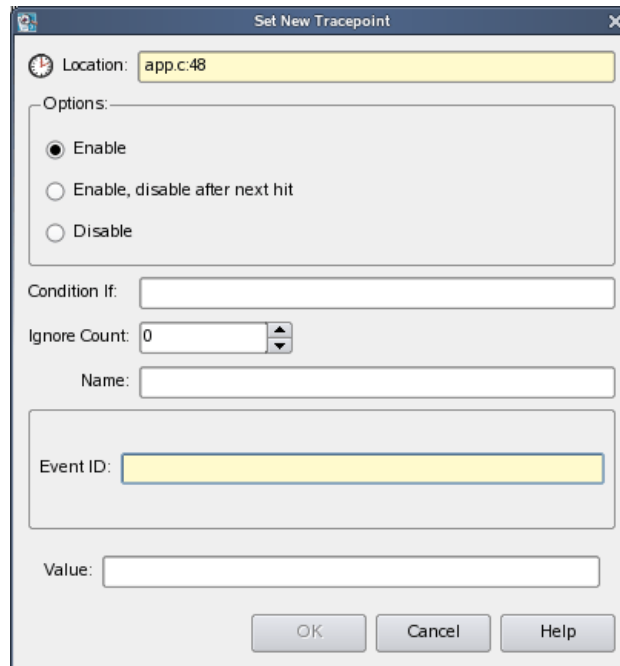 Set New Tracepoint
Location: app.c:48
Options:
Enable
Enable, disable after next hit
Disable
Condition If:
Ignore Count: 0
Name:
Event ID:
Value:
OK Cancel Help